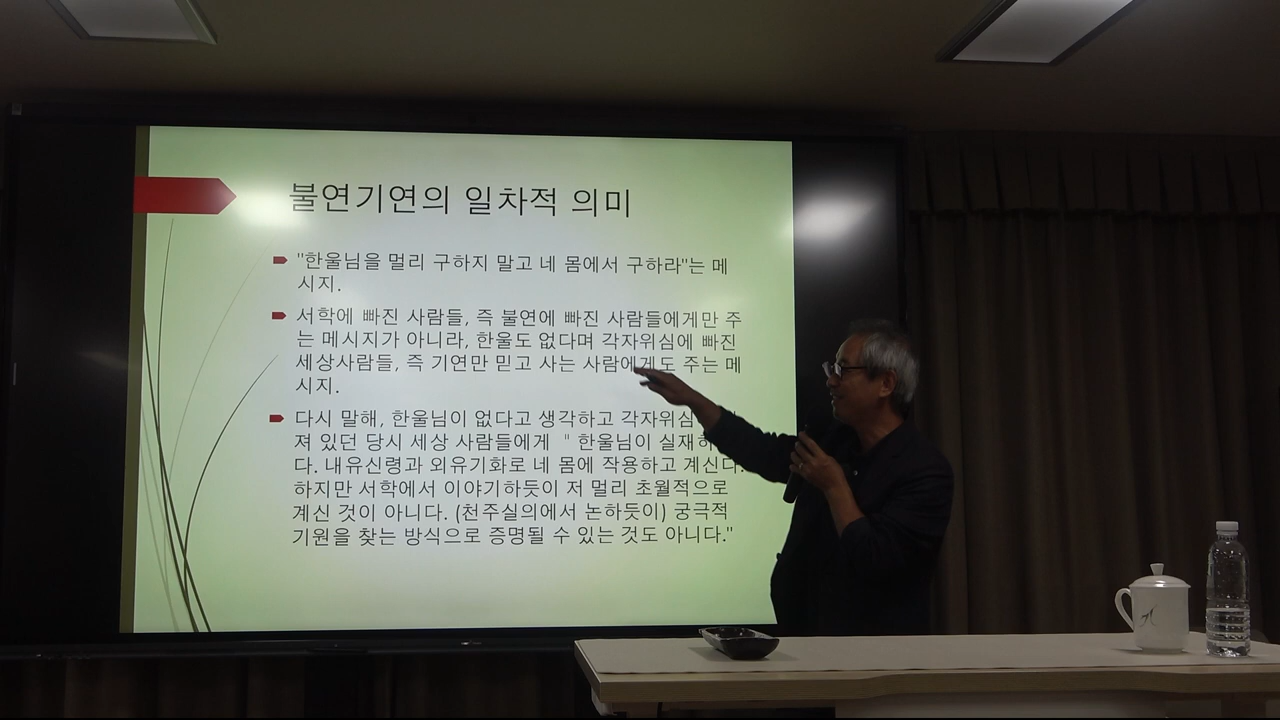 불연기연의 일차적 의미
"한울님을 멀리 구하지 말고 네 몸에서 구하라"는 메
시지.
서학에 빠진 사람들, 즉 불연에 빠진 사람들에게만 주
는 메시지가 아니라, 한울도 없다며 각자위심에 빠진
세상사람들, 즉 기연만 믿고 사는 사람에게도 주는 메
시지.
다시 말해, 한울님이 없다고 생각하고 각자위심
져 있던 당시 세상 사람들에게 " 한울님이 실재하
다. 내유신령과 외유기화로 네 몸에 작용하고 계신다.
하지만 서학에서 이야기하듯이 저 멀리 초월적으로
계신 것이 아니다. (천주실의에서 논하듯이) 궁극적
기원을 찾는 방식으로 증명될 수 있는 것도 아니다."